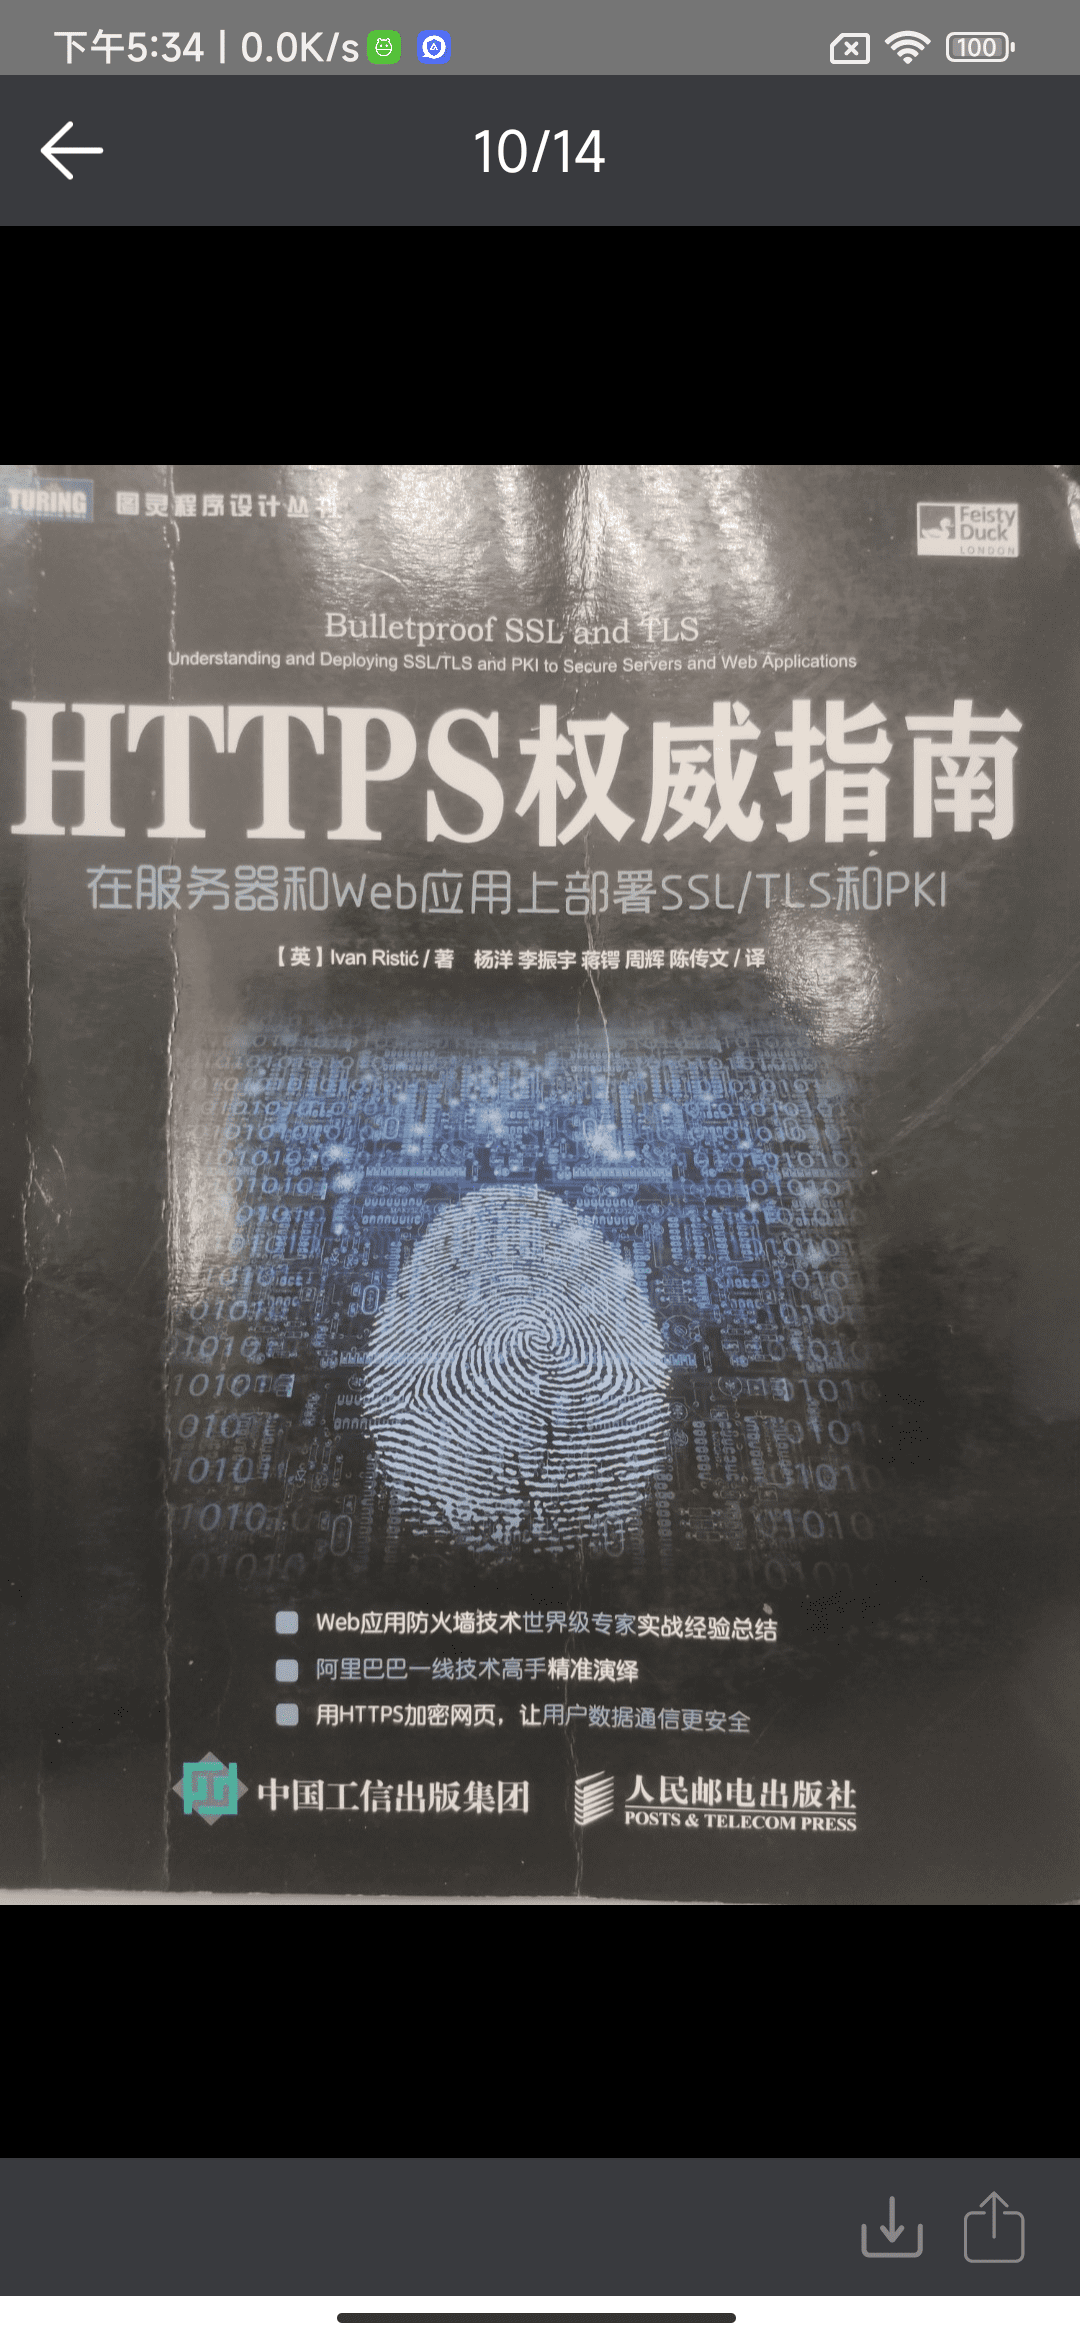 下午5:34 | 0.0K/s
100
10/14
TURING 图灵程序设计丛书
Feisty
Duck
LONDON
Bulletproof SSL and TLS
Understanding and Deploying SSL/TLS and PKI to Secure Servers and Web Applications
HTTPS权威指南
在服务器和Web应用上部署SSL/TLS和PKI
【英】Ivan Ristić / 著 杨洋 李振宇 蒋锷 周辉 陈传文 / 译
Web应用防火墙技术世界级专家实战经验总结
阿里巴巴一线技术高手精准演绎
用HTTPS加密网页，让用户数据通信更安全
中国工信出版集团
人民邮电出版社
POSTS & TELECOM PRESS